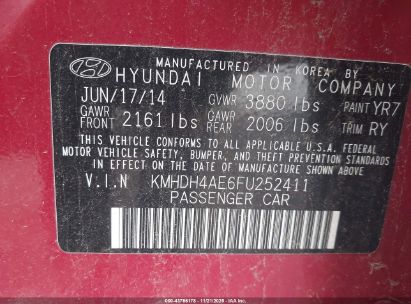 MANUFACTURED IN KOREA BY
HYUNDAI MOTOR COMPANY
JUN/17/14 GVWR 3880 lbs PAINT YR7
GAWR FRONT 2161 lbs GAWR REAR 2006 lbs TRIM RY
THIS VEHICLE CONFORMS TO ALL APPLICABLE U.S.A. FEDERAL
MOTOR VEHICLE SAFETY, BUMPER, AND THEFT PREVENTION STANDARDS
IN EFFECT ON THE DATE OF MANUFACTURE SHOWN ABOVE.
V.I.N KMHDH4AE6FU252411
PASSENGER CAR